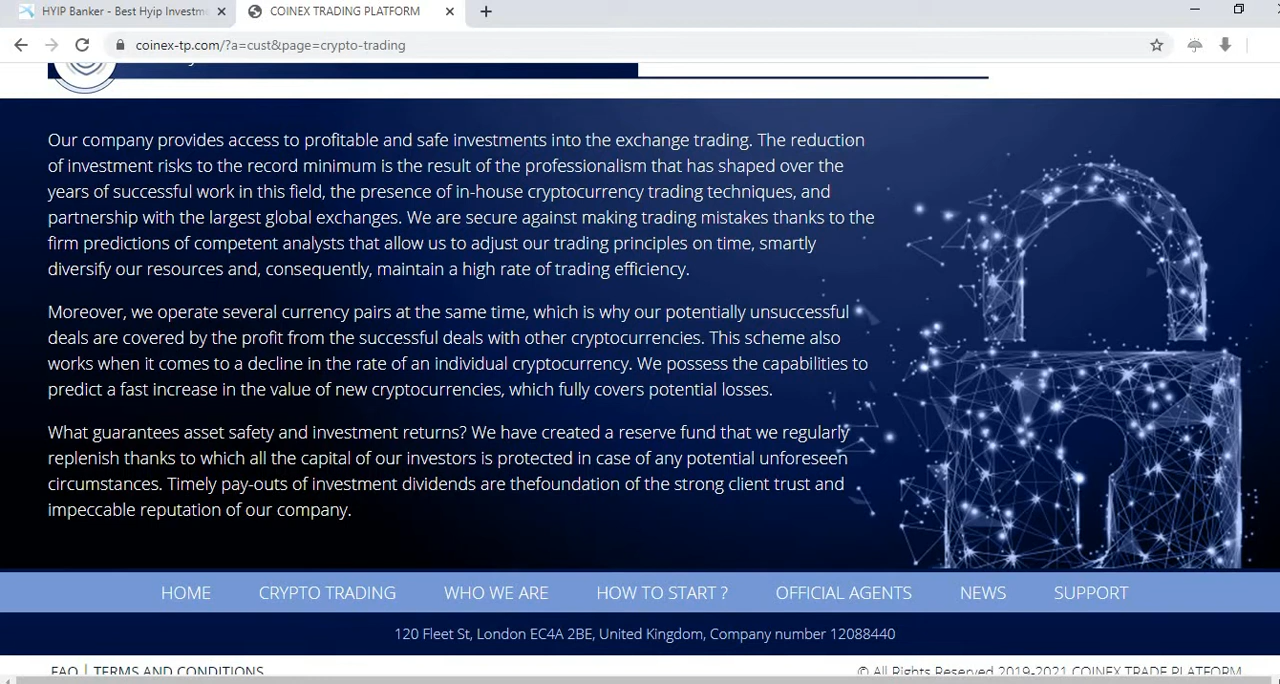 HYIP Banker - Best Hyip Investm
COINEX TRADING PLATFORM
coinex-tp.com/?a=cust&page=crypto-trading
Our company provides access to profitable and safe investments into the exchange trading. The reduction
of investment risks to the record minimum is the result of the professionalism that has shaped over the
years of successful work in this field, the presence of in-house cryptocurrency trading techniques, and
partnership with the largest global exchanges. We are secure against making trading mistakes thanks to the
firm predictions of competent analysts that allow us to adjust our trading principles on time, smartly
diversify our resources and, consequently, maintain a high rate of trading efficiency.
Moreover, we operate several currency pairs at the same time, which is why our potentially unsuccessful
deals are covered by the profit from the successful deals with other cryptocurrencies. This scheme also
works when it comes to a decline in the rate of an individual cryptocurrency. We possess the capabilities to
predict a fast increase in the value of new cryptocurrencies, which fully covers potential losses.
What guarantees asset safety and investment returns? We have created a reserve fund that we regularly
replenish thanks to which all the capital of our investors is protected in case of any potential unforeseen
circumstances. Timely pay-outs of investment dividends are thefoundation of the strong client trust and
impeccable reputation of our company.
HOME CRYPTO TRADING WHO WE ARE HOW TO START ? OFFICIAL AGENTS NEWS SUPPORT
120 Fleet St, London EC4A 2BE, United Kingdom, Company number 12088440
FAQ | TERMS AND CONDITIONS © All Rights Reserved 2019-2021 COINEX TRADE PLATFORM